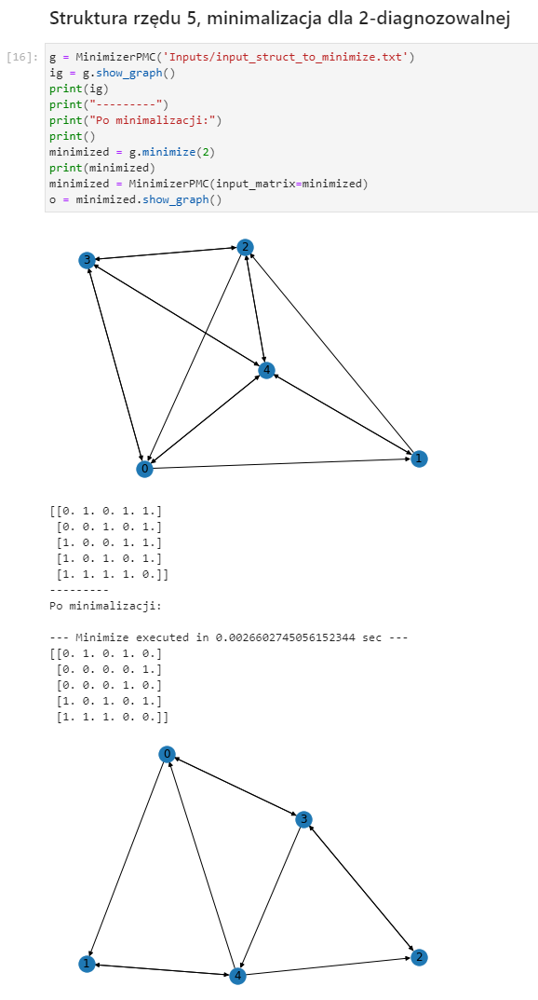 Struktura rzędu 5, minimalizacja dla 2-diagnozowalnej
[16]: g = MinimizerPMC('Inputs/input_struct_to_minimize.txt')
ig = g.show_graph()
print(ig)
print("---------")
print("Po minimalizacji:")
print()
minimized = g.minimize(2)
print(minimized)
minimized = MinimizerPMC(input_matrix=minimized)
o = minimized.show_graph()
2
3
4
1
0
[[0. 1. 0. 1. 1.]
[0. 0. 1. 0. 1.]
[1. 0. 0. 1. 1.]
[1. 0. 1. 0. 1.]
[1. 1. 1. 1. 0.]]
---------
Po minimalizacji:
--- Minimize executed in 0.0026602745056152344 sec ---
[[0. 1. 0. 1. 0.]
[0. 0. 0. 0. 1.]
[0. 0. 0. 1. 0.]
[1. 0. 1. 0. 1.]
[1. 1. 1. 0. 0.]]
0
3
2
1
4